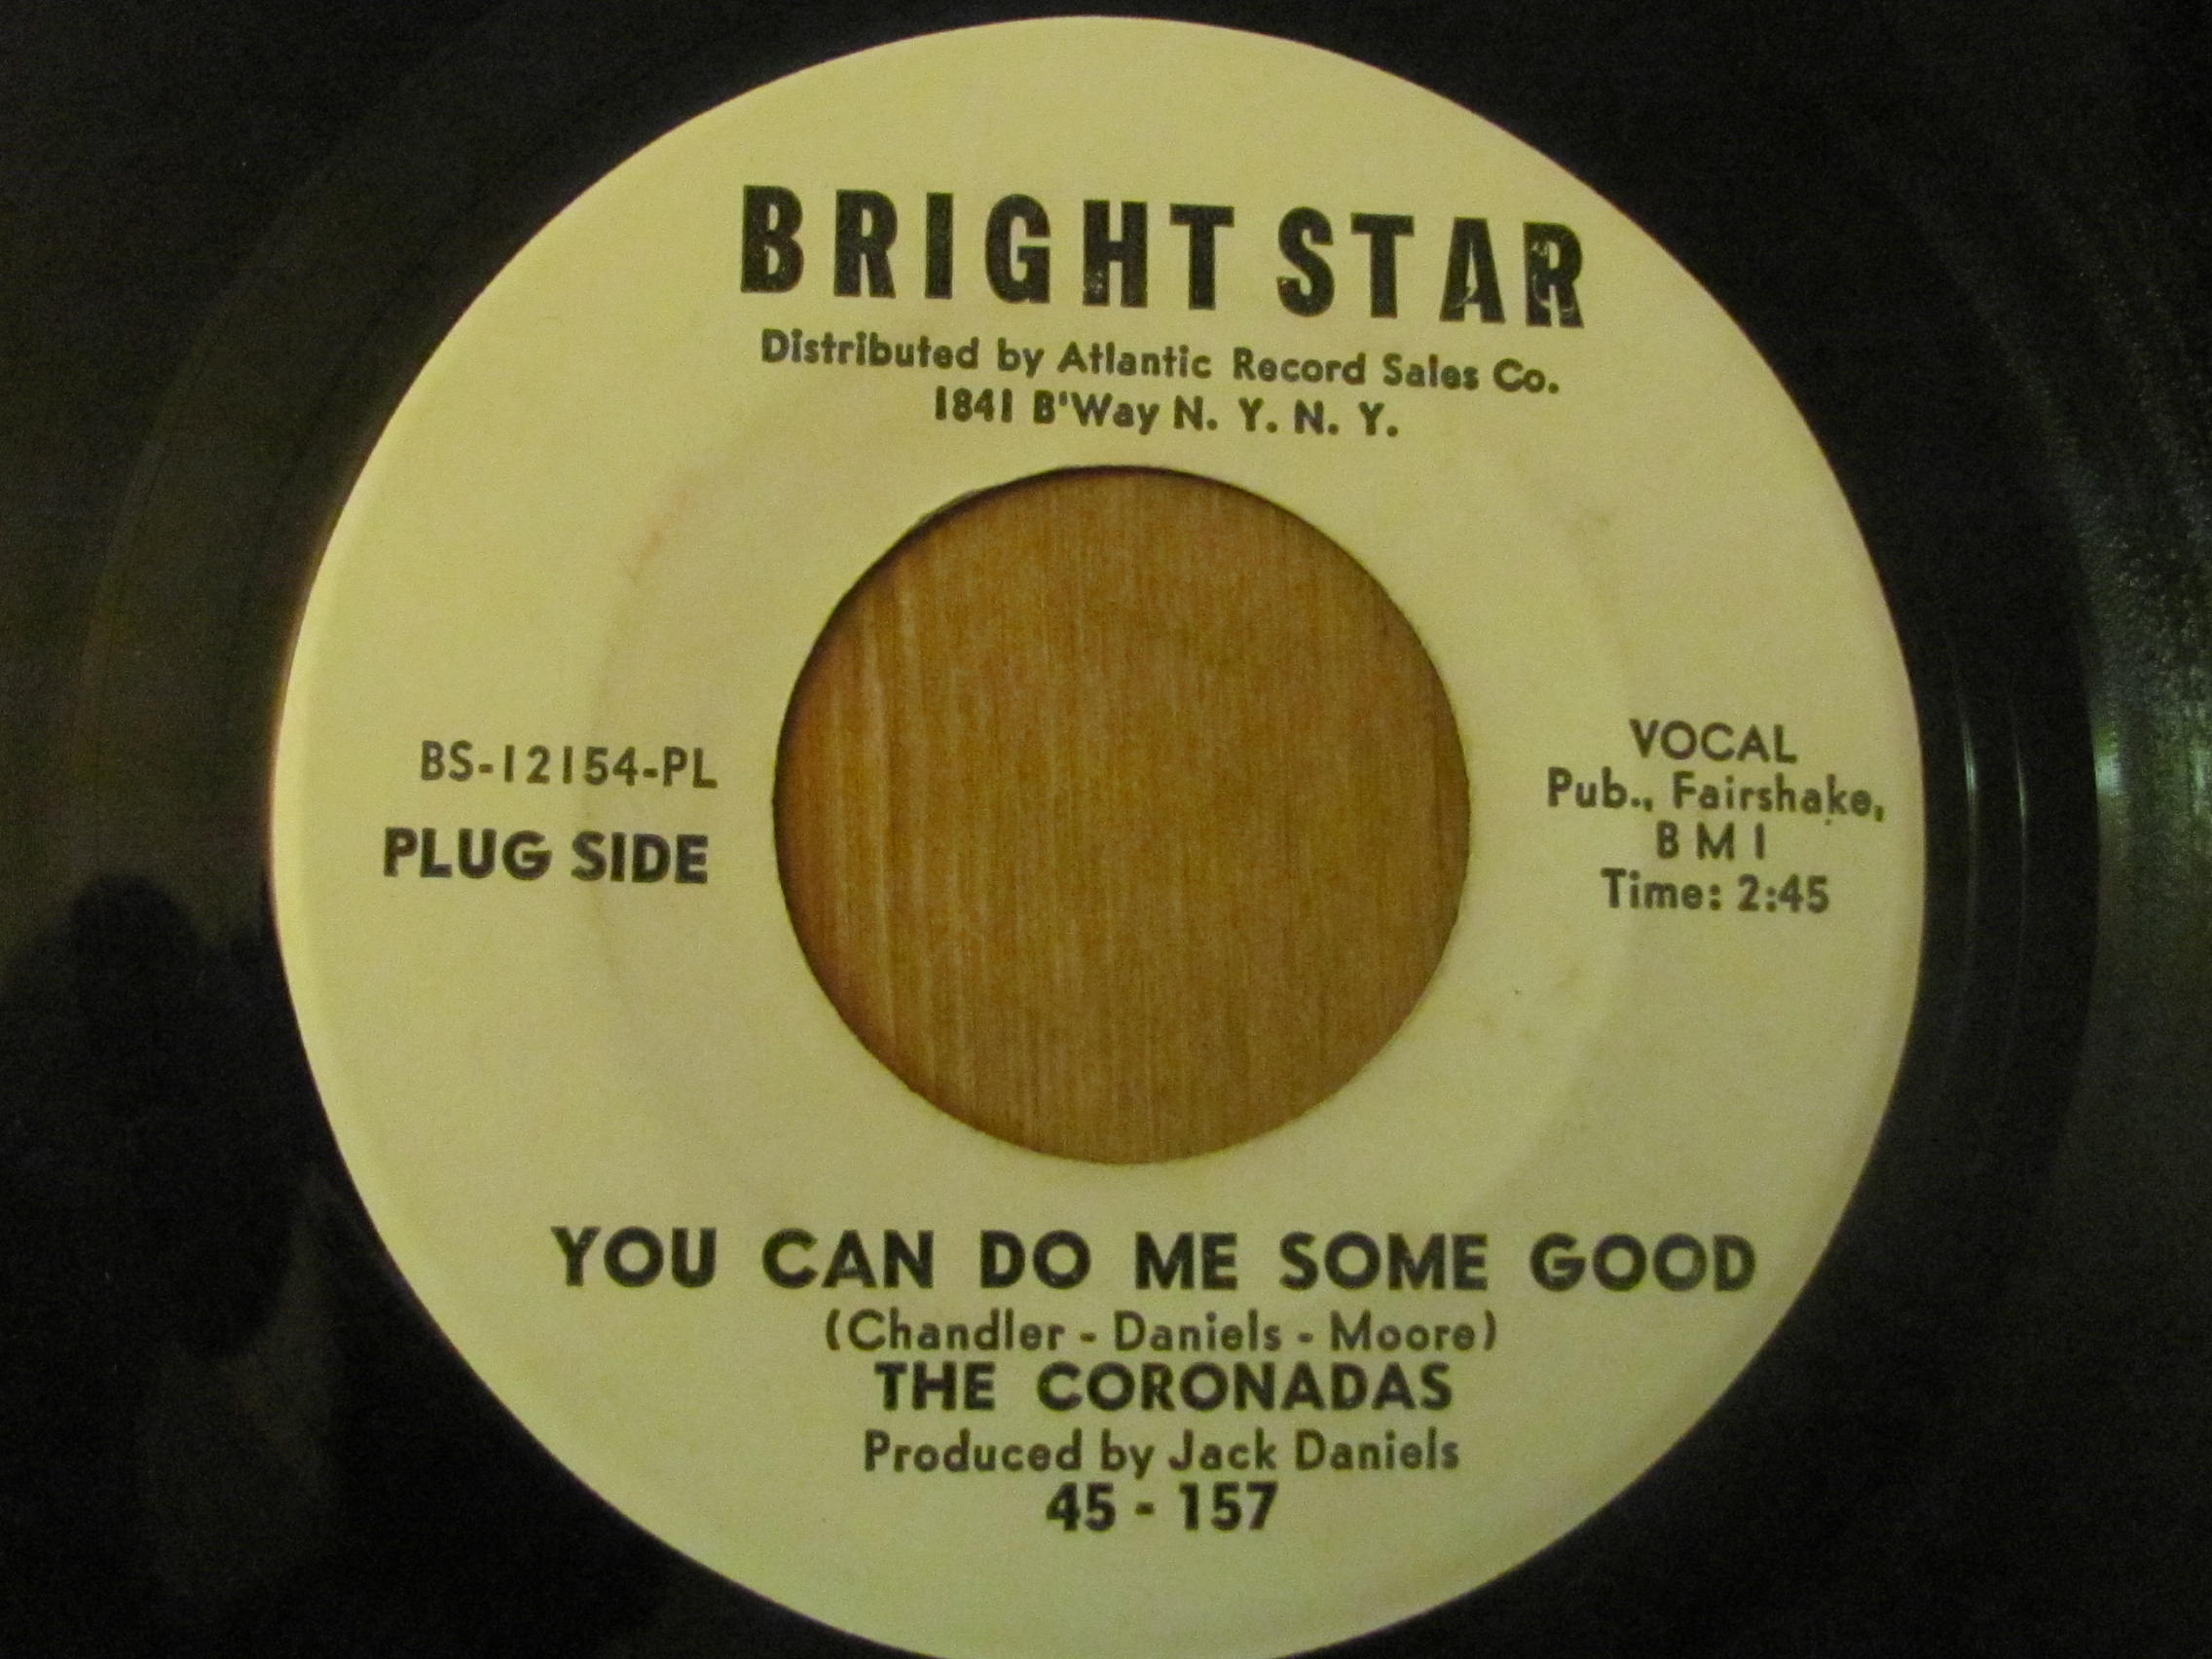 BRIGHT STAR
Distributed by Atlantic Record Sales Co.
1841 B'Way N. Y. N. Y.
BS-12154-PL
PLUG SIDE
VOCAL
Pub., Fairshake,
B M I
Time: 2:45
YOU CAN DO ME SOME GOOD
(Chandler - Daniels - Moore)
THE CORONADAS
Produced by Jack Daniels
45 - 157